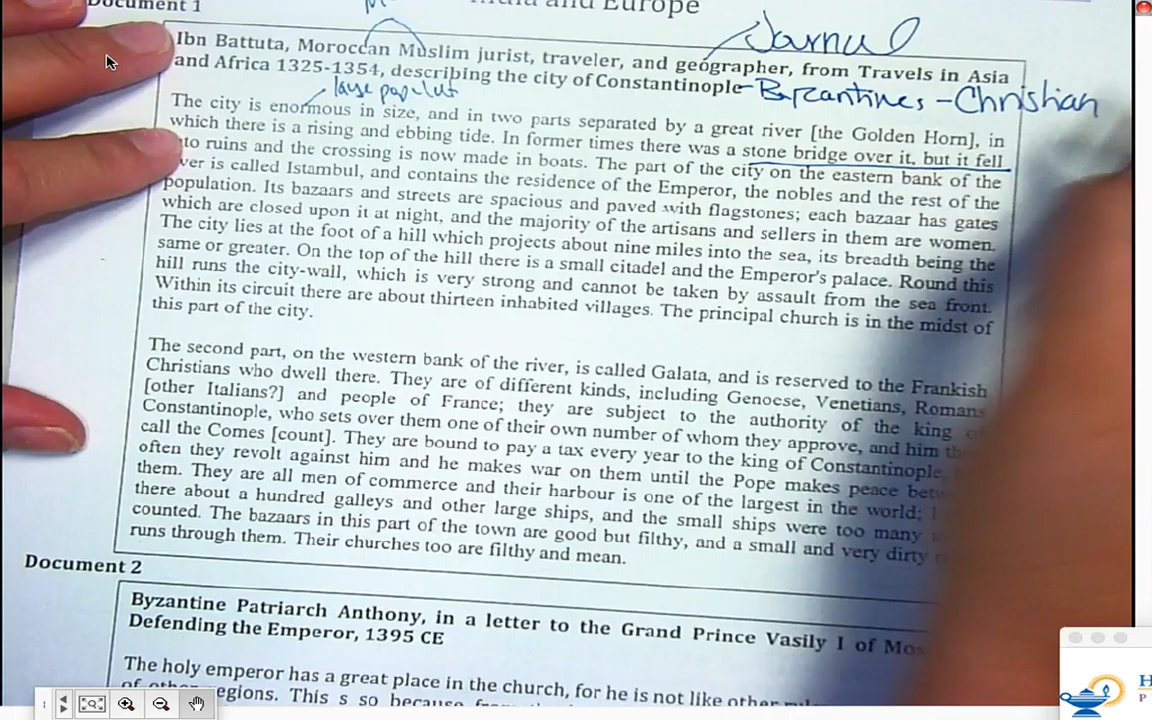 Document 1
India and Europe
Journal
Ibn Battuta, Moroccan Muslim jurist, traveler, and geographer, from Travels in Asia
and Africa 1325-1354, describing the city of Constantinople - Byzantines - Christian
large populat
The city is enormous in size, and in two parts separated by a great river [the Golden Horn], in
which there is a rising and ebbing tide. In former times there was a stone bridge over it, but it fell
to ruins and the crossing is now made in boats. The part of the city on the eastern bank of the
ver is called Istambul, and contains the residence of the Emperor, the nobles and the rest of the
population. Its bazaars and streets are spacious and paved with flagstones; each bazaar has gates
which are closed upon it at night, and the majority of the artisans and sellers in them are women.
The city lies at the foot of a hill which projects about nine miles into the sea, its breadth being the
same or greater. On the top of the hill there is a small citadel and the Emperor's palace. Round this
hill runs the city-wall, which is very strong and cannot be taken by assault from the sea front.
Within its circuit there are about thirteen inhabited villages. The principal church is in the midst of
this part of the city.
The second part, on the western bank of the river, is called Galata, and is reserved to the Frankish
Christians who dwell there. They are of different kinds, including Genoese, Venetians, Romans
[other Italians?] and people of France; they are subject to the authority of the king
Constantinople, who sets over them one of their own number of whom they approve, and him
call the Comes [count]. They are bound to pay a tax every year to the king of Constantinople,
often they revolt against him and he makes war on them until the Pope makes peace
them. They are all men of commerce and their harbour is one of the largest in the world;
there about a hundred galleys and other large ships, and the small ships were too many
counted. The bazaars in this part of the town are good but filthy, and a small and very dirty
runs through them. Their churches too are filthy and mean.
Document 2
Byzantine Patriarch Anthony, in a letter to the Grand Prince Vasily I of Mos
Defending the Emperor, 1395 CE
The holy emperor has a great place in the church, for he is not like other
of other regions. This s so because from the